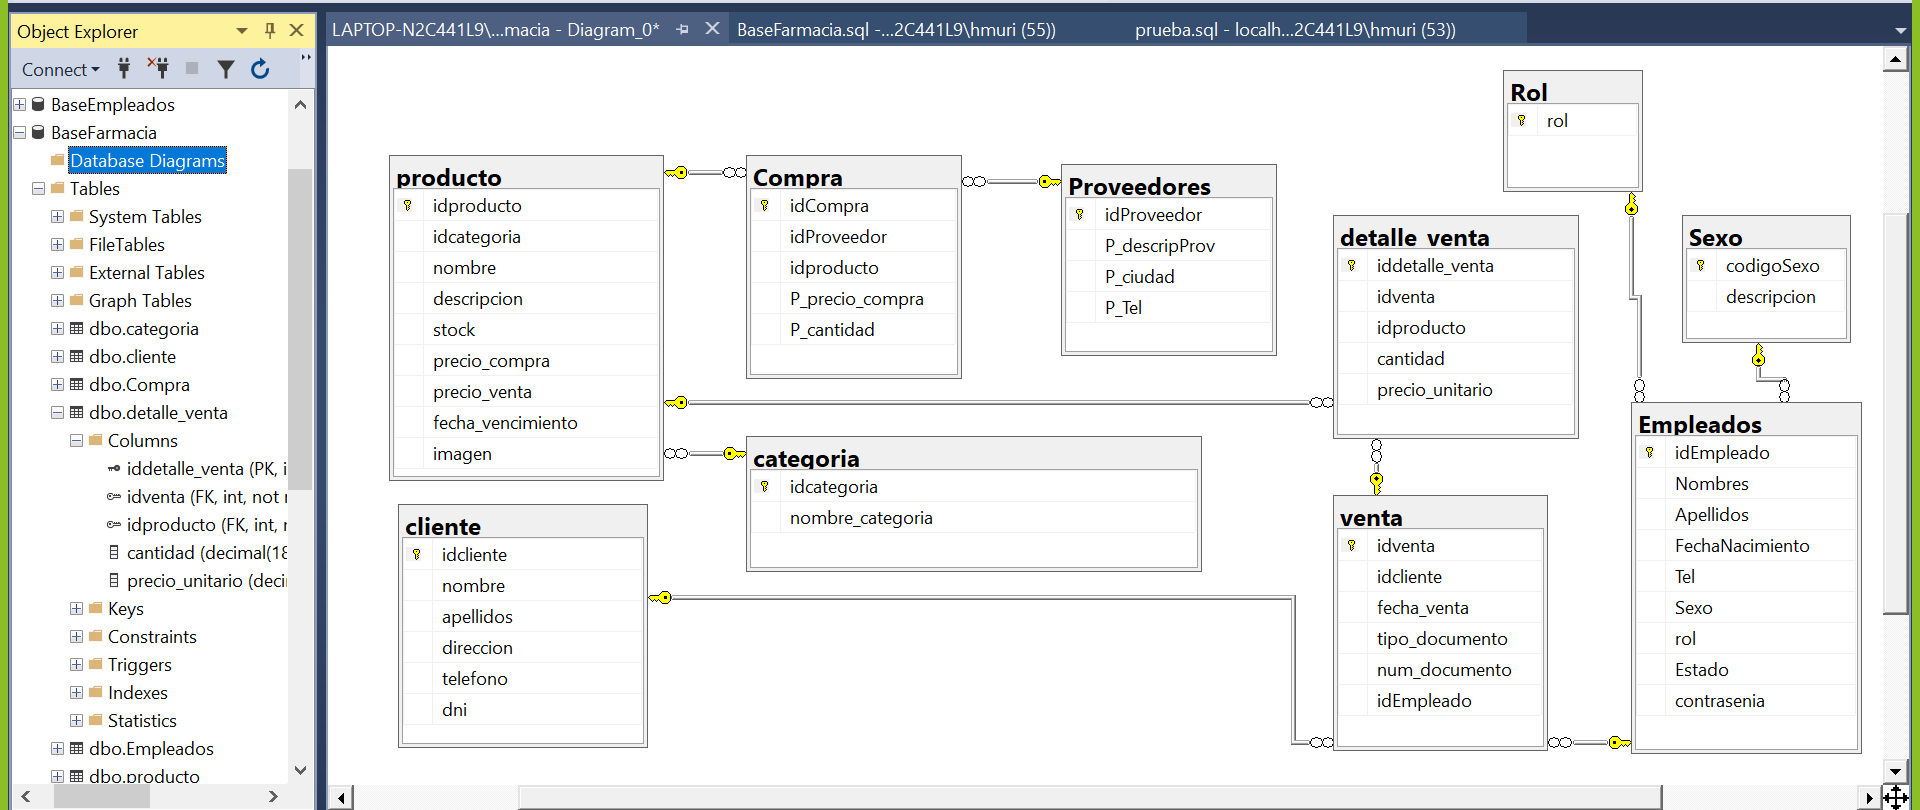 Object Explorer
Connect
BaseEmpleados
BaseFarmacia
Database Diagrams
Tables
System Tables
FileTables
External Tables
Graph Tables
dbo.categoria
dbo.cliente
dbo.Compra
dbo.detalle_venta
Columns
iddetalle_venta (PK, i
idventa (FK, int, not r
idproducto (FK, int, r
cantidad (decimal(18
precio_unitario (deci
Keys
Constraints
Triggers
Indexes
Statistics
dbo.Empleados
dbo.producto
LAPTOP-N2C441L9\...macia - Diagram_0*
BaseFarmacia.sql -...2C441L9\hmuri (55))
prueba.sql - localh...2C441L9\hmuri (53))
producto
idproducto
idcategoria
nombre
descripcion
stock
precio_compra
precio_venta
fecha_vencimiento
imagen
Compra
idCompra
idProveedor
idproducto
P_precio_compra
P_cantidad
Proveedores
idProveedor
P_descripProv
P_ciudad
P_Tel
Rol
rol
detalle_venta
iddetalle_venta
idventa
idproducto
cantidad
precio_unitario
Sexo
codigoSexo
descripcion
categoria
idcategoria
nombre_categoria
cliente
idcliente
nombre
apellidos
direccion
telefono
dni
venta
idventa
idcliente
fecha_venta
tipo_documento
num_documento
idEmpleado
Empleados
idEmpleado
Nombres
Apellidos
FechaNacimiento
Tel
Sexo
rol
Estado
contrasenia